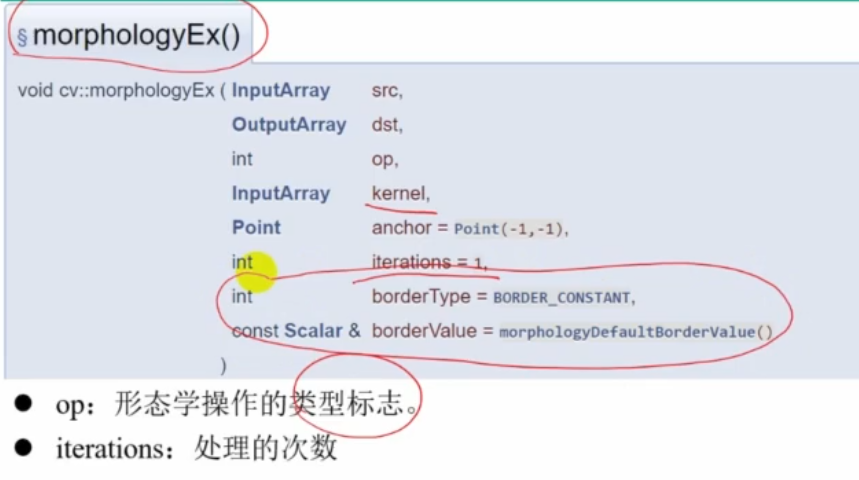 § morphologyEx()
void cv::morphologyEx ( InputArray src,
OutputArray dst,
int op,
InputArray kernel,
Point anchor = Point(-1,-1),
int iterations = 1,
int borderType = BORDER_CONSTANT,
const Scalar & borderValue = morphologyDefaultBorderValue()
)
● op：形态学操作的类型标志。
● iterations：处理的次数